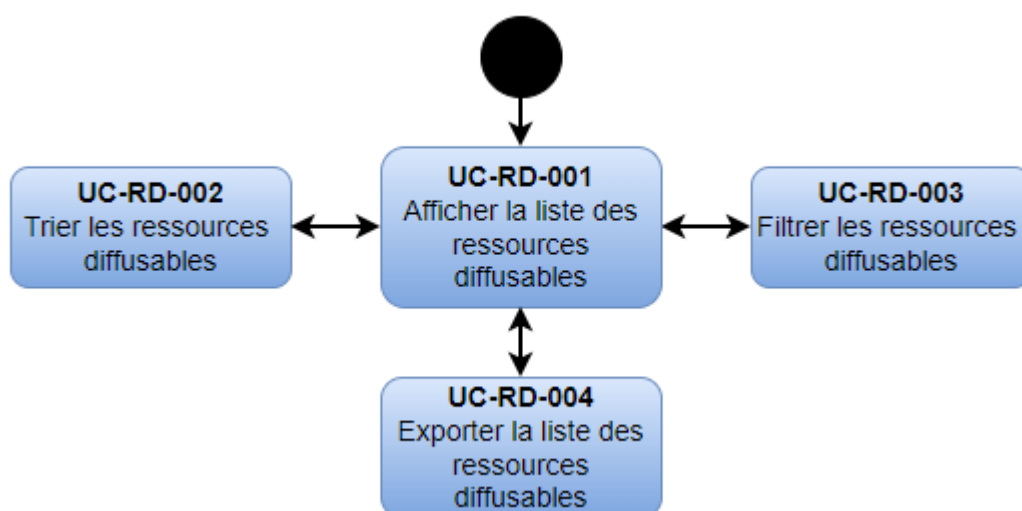 UC-RD-001
Afficher la liste des
ressources
diffusables
UC-RD-002
Trier les ressources
diffusables
UC-RD-003
Filtrer les ressources
diffusables
UC-RD-004
Exporter la liste des
ressources
diffusables